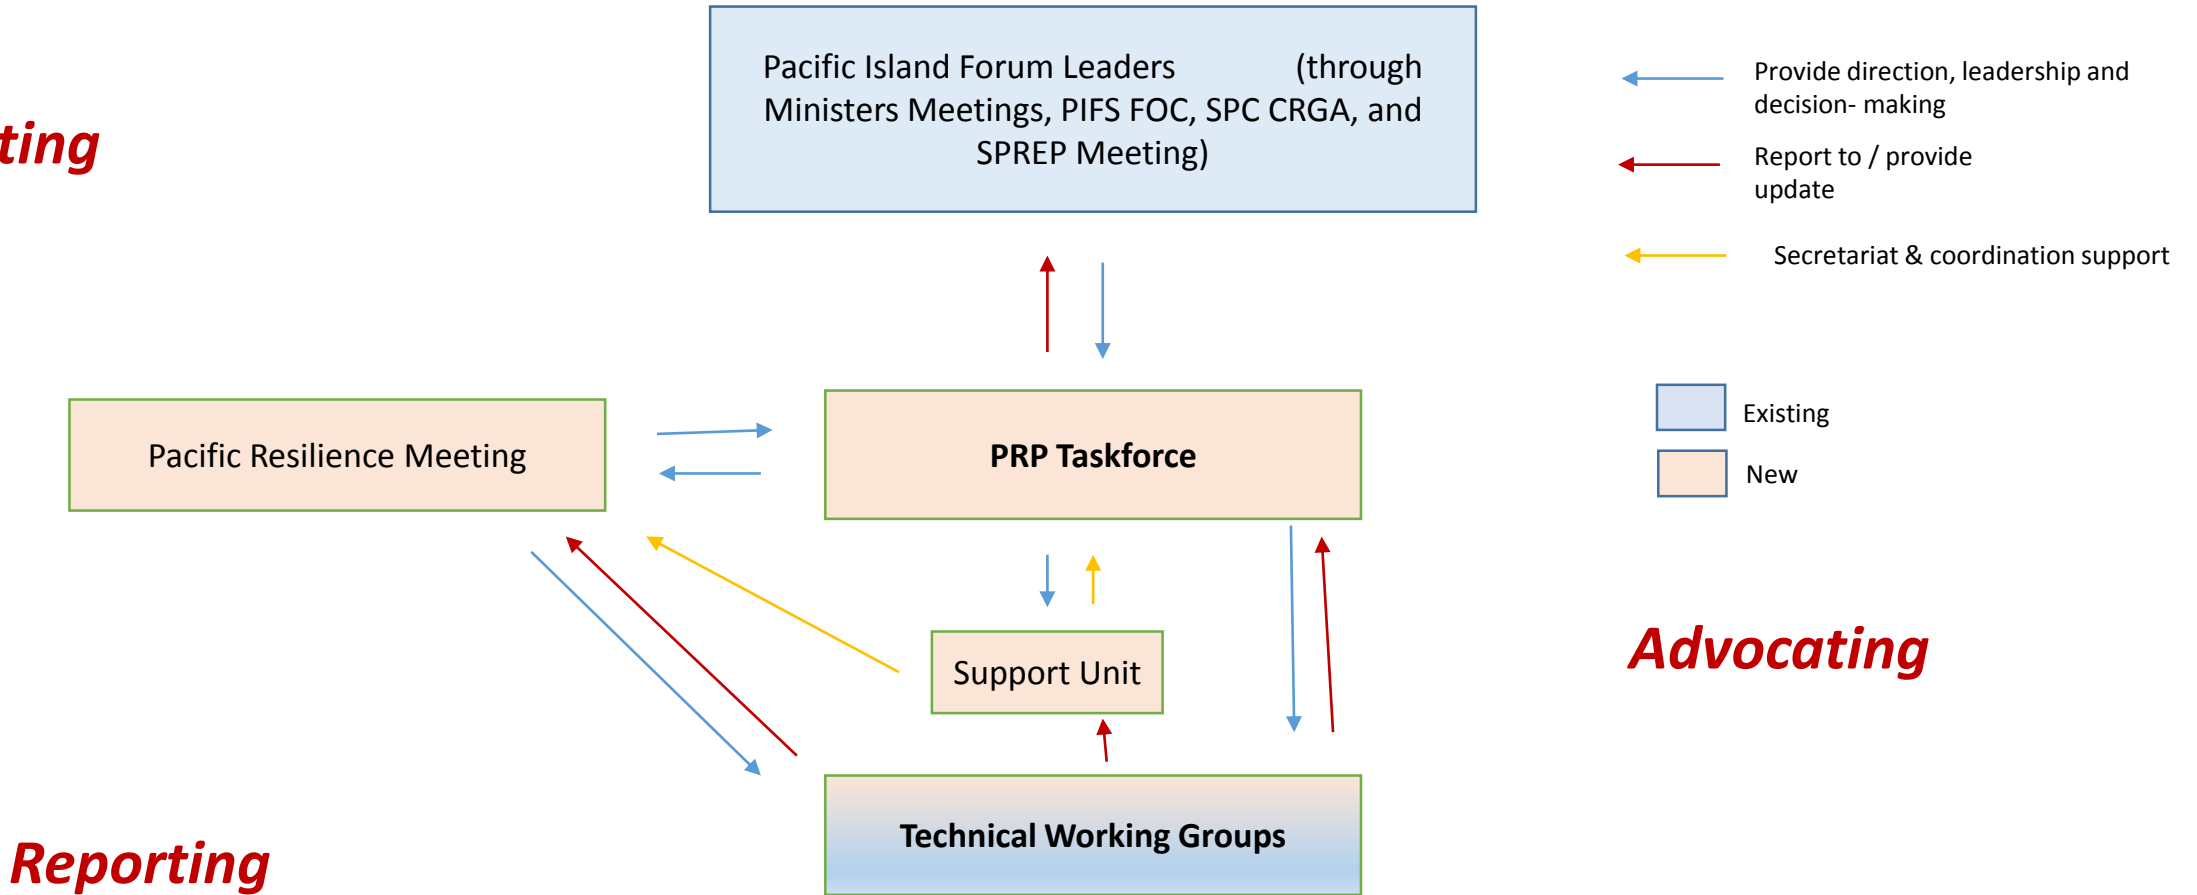 Pacific Island Forum Leaders (through
Ministers Meetings, PIFS FOC, SPC CRGA, and
SPREP Meeting)
Provide direction, leadership and
decision- making
Report to / provide
update
Secretariat & coordination support
Existing
New
Pacific Resilience Meeting
PRP Taskforce
Support Unit
Advocating
Technical Working Groups
Reporting